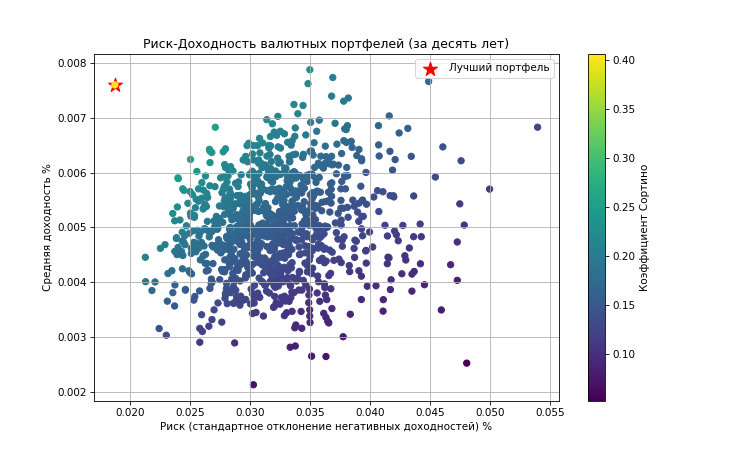 Риск-Доходность валютных портфелей (за десять лет)
Лучший портфель
Средняя доходность %
0.008
0.007
0.006
0.005
0.004
0.003
0.002
0.020 0.025 0.030 0.035 0.040 0.045 0.050 0.055
Риск (стандартное отклонение негативных доходностей) %
0.40
0.35
0.30
0.25
0.20
0.15
0.10
Коэффициент Сортино